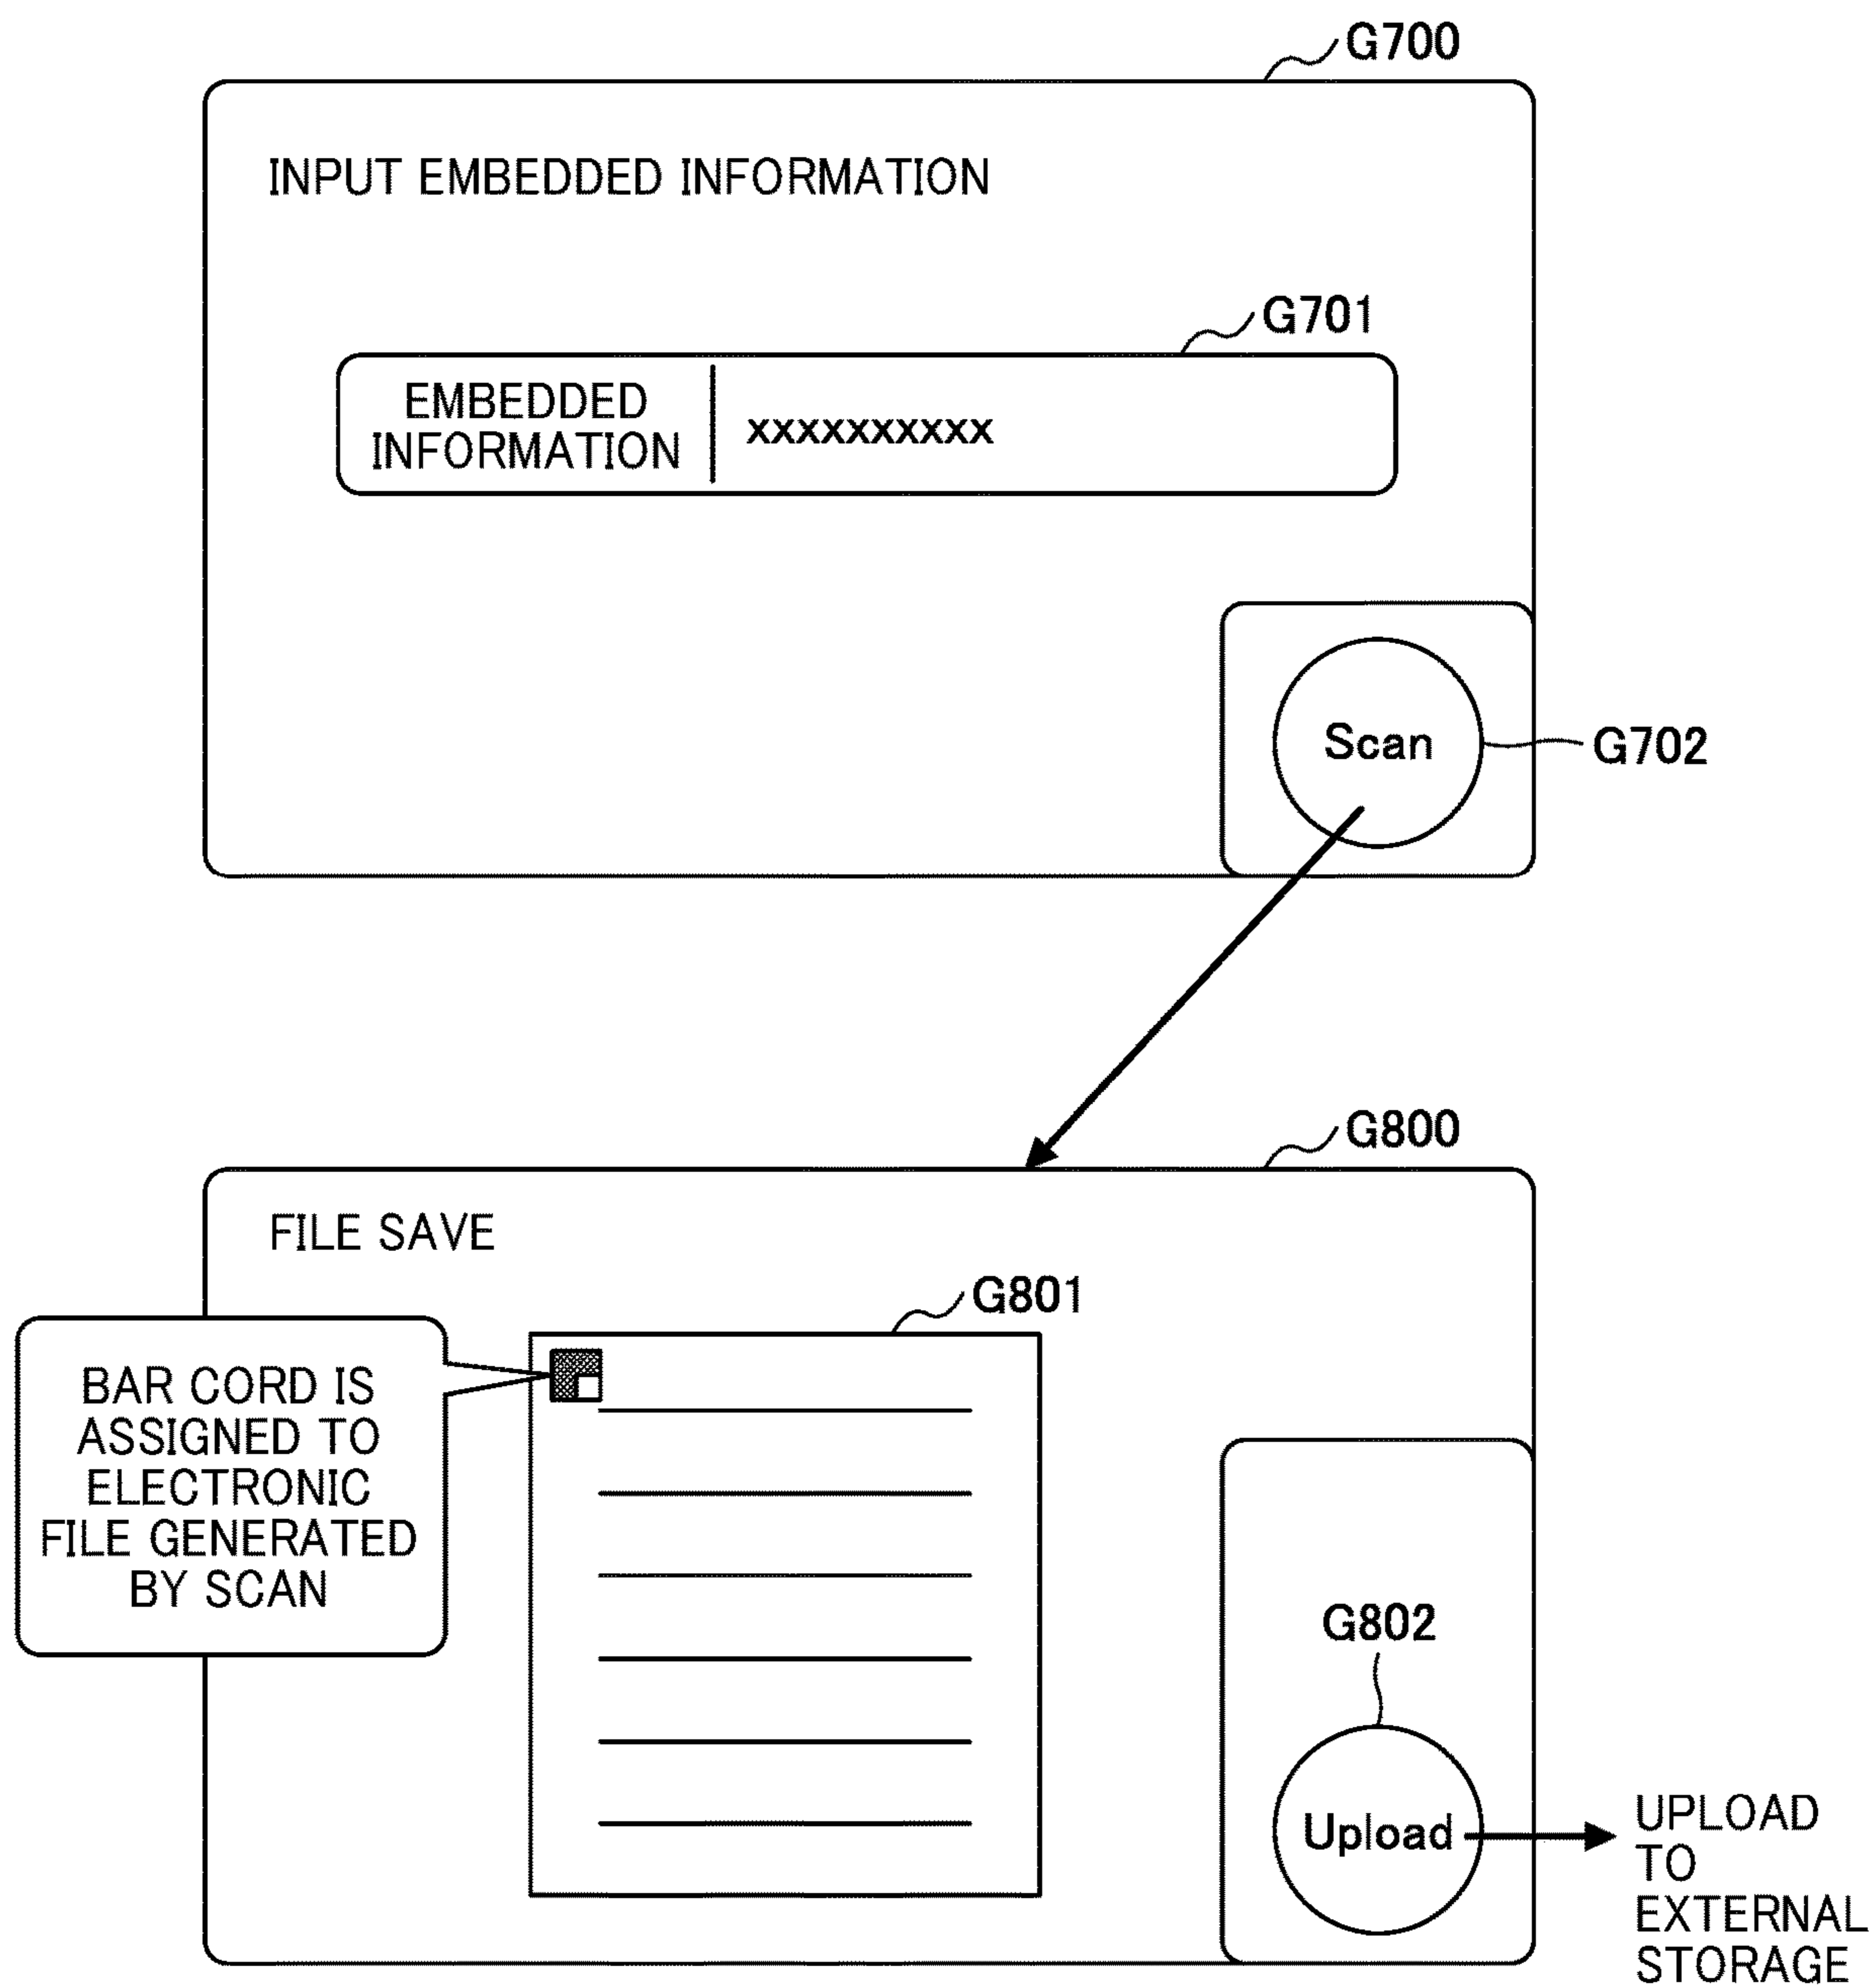 G700
INPUT EMBEDDED INFORMATION
G701
EMBEDDED
INFORMATION
xxxxxxxxxx
Scan
G702
G800
FILE SAVE
G801
BAR CORD IS
ASSIGNED TO
ELECTRONIC
FILE GENERATED
BY SCAN
G802
Upload
UPLOAD
TO
EXTERNAL
STORAGE